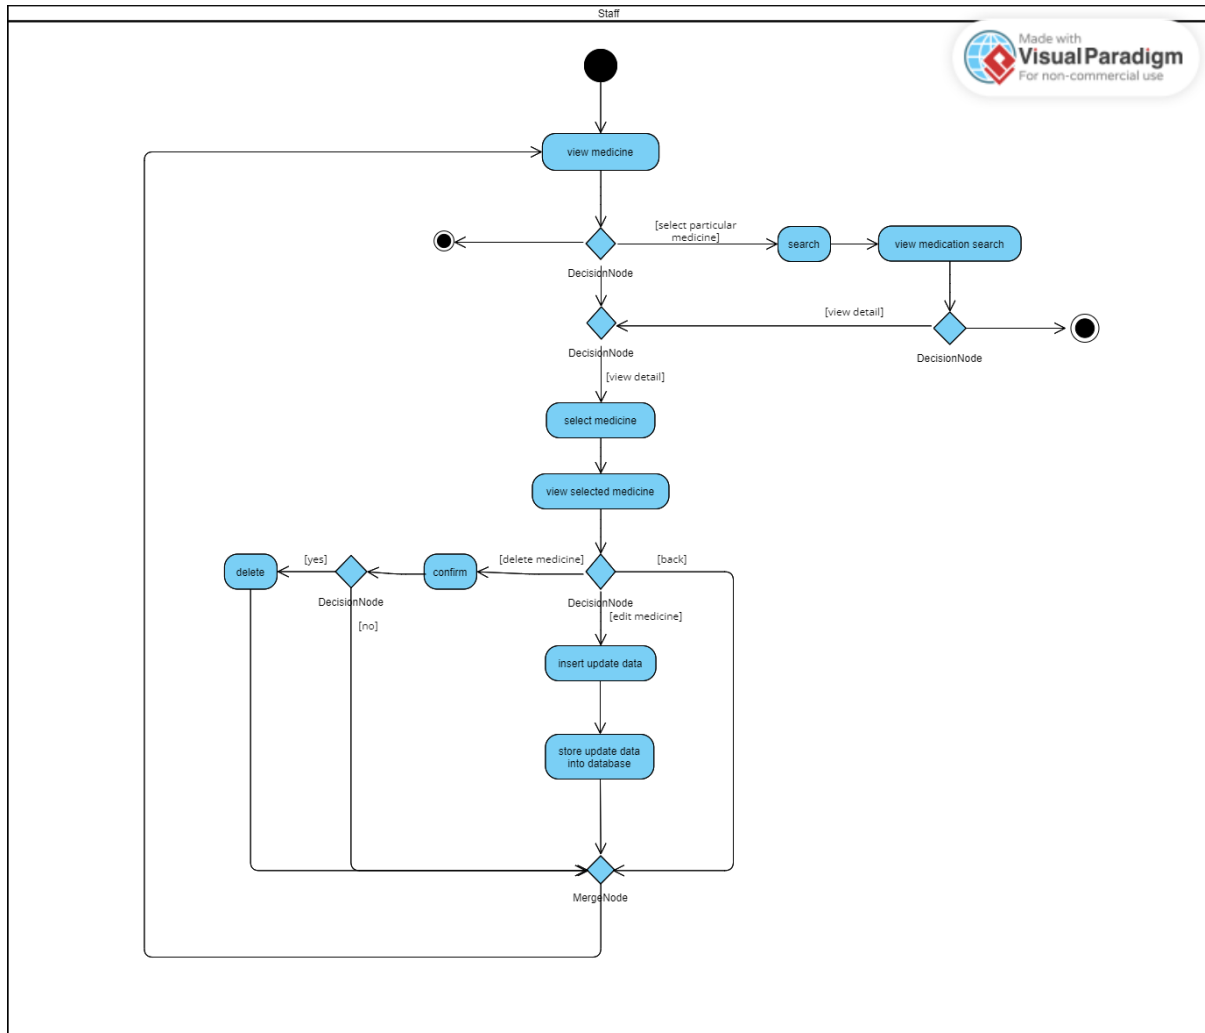 Staff
Made with
Visual Paradigm
For non-commercial use
view medicine
[select particular
medicine]
search
view medication search
DecisionNode
[view detail]
DecisionNode
DecisionNode
[view detail]
select medicine
view selected medicine
[yes]
[delete medicine]
[back]
delete
confirm
DecisionNode
DecisionNode
[no]
[edit medicine]
insert update data
store update data
into database
MergeNode